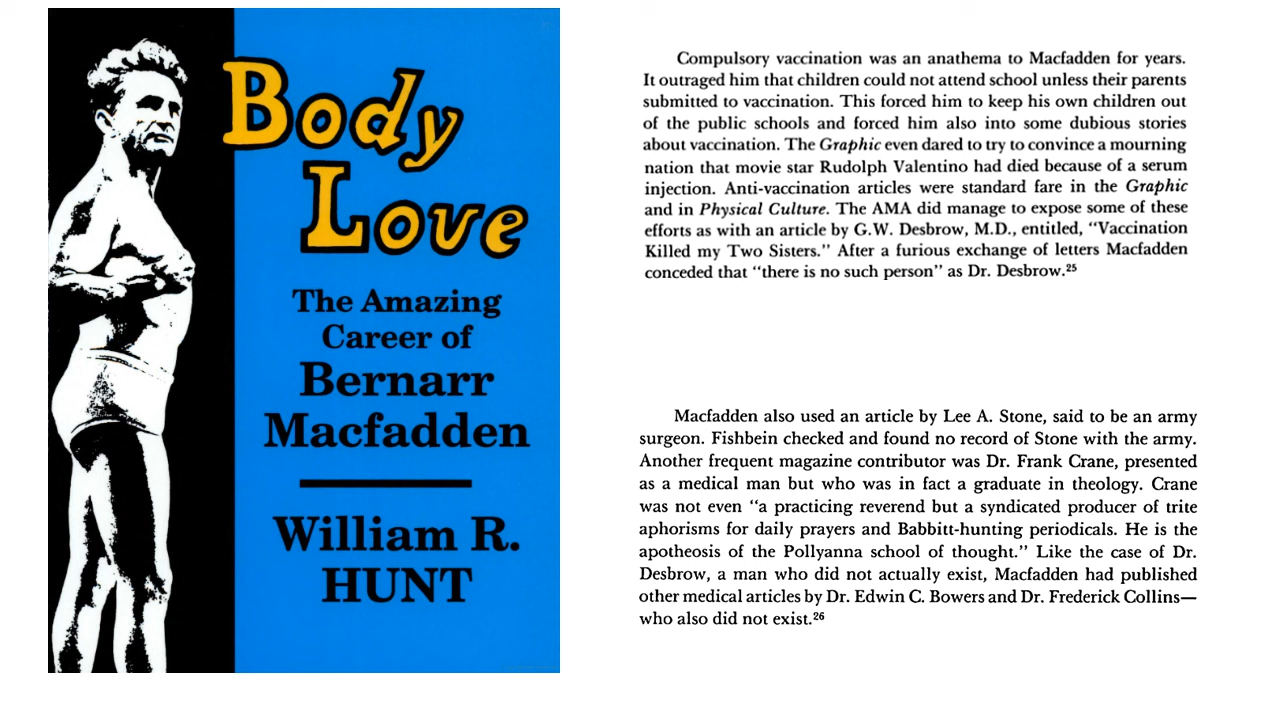 Body
Love
The Amazing
Career of
Bernarr
Macfadden
William R.
HUNT
Compulsory vaccination was an anathema to Macfadden for years.
It outraged him that children could not attend school unless their parents
submitted to vaccination. This forced him to keep his own children out
of the public schools and forced him also into some dubious stories
about vaccination. The Graphic even dared to try to convince a mourning
nation that movie star Rudolph Valentino had died because of a serum
injection. Anti-vaccination articles were standard fare in the Graphic
and in Physical Culture. The AMA did manage to expose some of these
efforts as with an article by G.W. Desbrow, M.D., entitled, “Vaccination
Killed my Two Sisters.” After a furious exchange of letters Macfadden
conceded that “there is no such person” as Dr. Desbrow.25
Macfadden also used an article by Lee A. Stone, said to be an army
surgeon. Fishbein checked and found no record of Stone with the army.
Another frequent magazine contributor was Dr. Frank Crane, presented
as a medical man but who was in fact a graduate in theology. Crane
was not even “a practicing reverend but a syndicated producer of trite
aphorisms for daily prayers and Babbitt-hunting periodicals. He is the
apotheosis of the Pollyanna school of thought.” Like the case of Dr.
Desbrow, a man who did not actually exist, Macfadden had published
other medical articles by Dr. Edwin C. Bowers and Dr. Frederick Collins—
who also did not exist.26